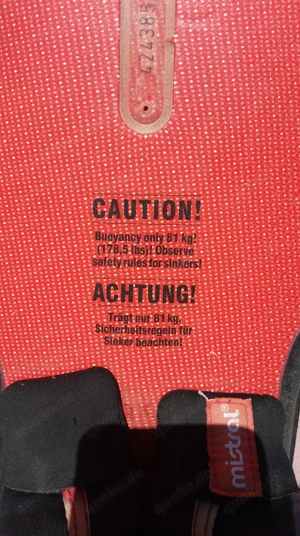 424385
CAUTION!
Buoyancy only 81 kg!
(178,5 lbs)! Observe
safety rules for sinkers!
ACHTUNG!
Trägt nur 81 kg.
Sicherheitsregeln für
Sinker beachten!
mistral®